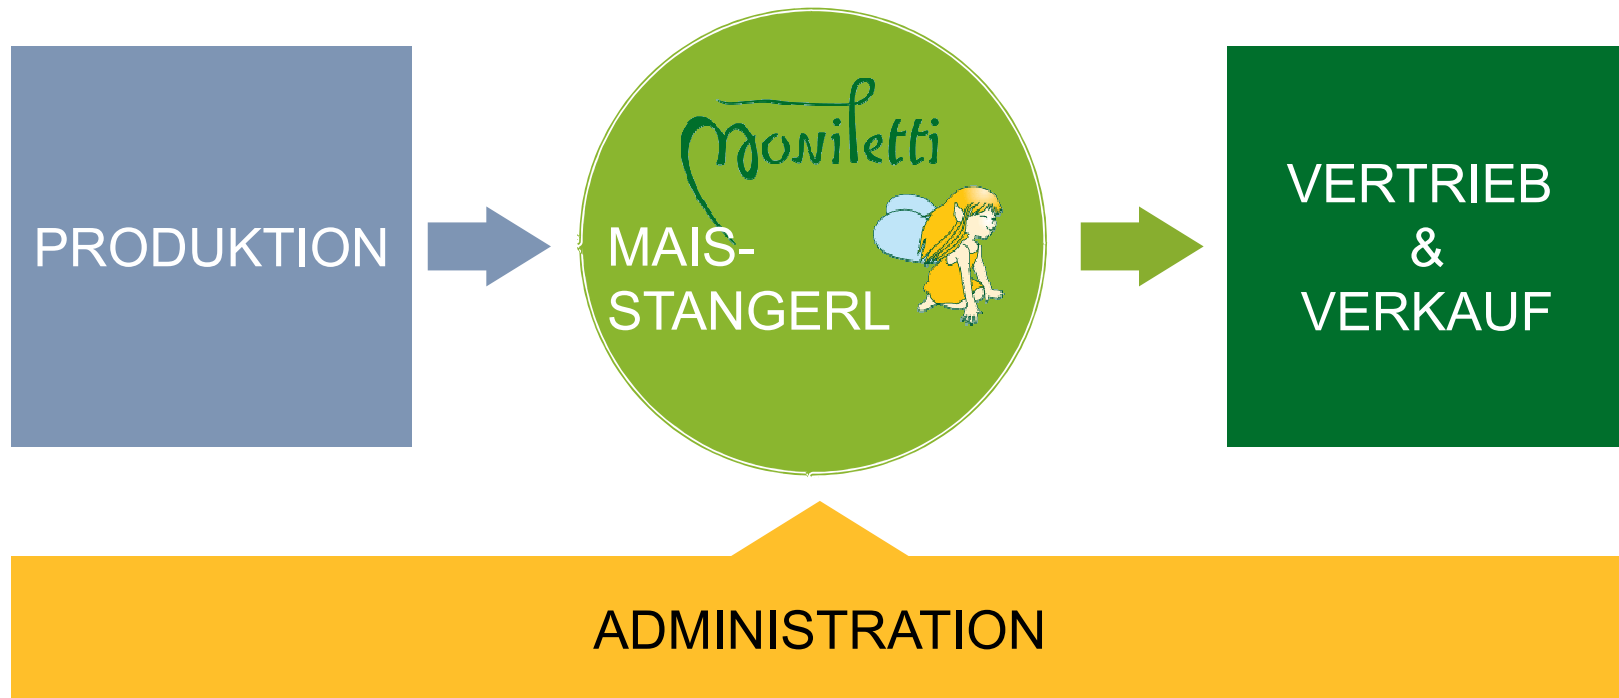 PRODUKTION
Moniletti
MAIS-
STANGERL
VERTRIEB
&
VERKAUF
ADMINISTRATION